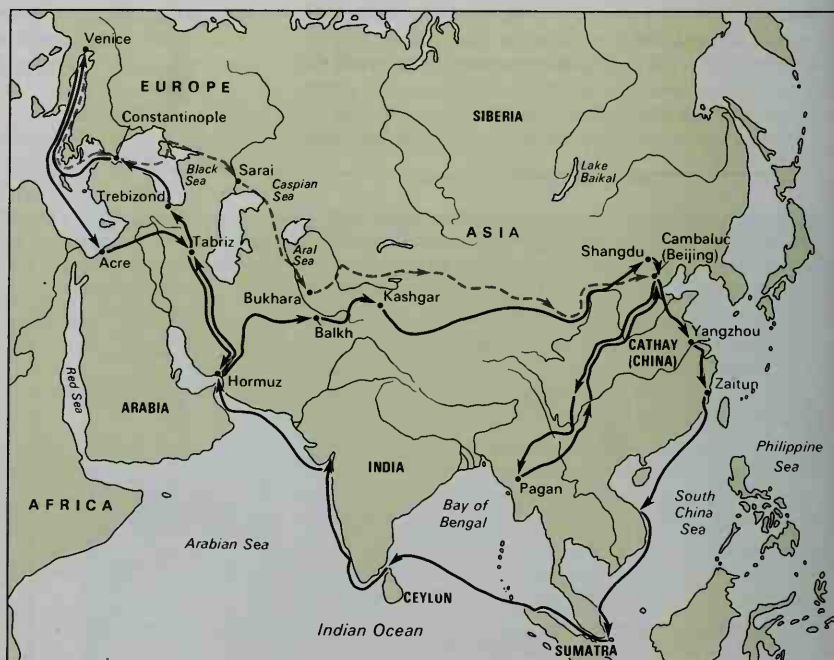 Venice
EUROPE
Constantinople
SIBERIA
Black
Sea
Sarai
Caspian
Sea
Lake
Baikal
Trebizond
ASIA
Aral
Sea
Shangdu
Cambaluc
(Beijing)
Acre
Tabriz
Bukhara
Kashgar
Balkh
Yangzhou
CATHAY
(CHINA)
Hormuz
Zaitun
Red Sea
ARABIA
INDIA
Pagan
Philippine
Sea
AFRICA
Bay of
Bengal
South
China
Sea
Arabian Sea
CEYLON
Indian Ocean
SUMATRA